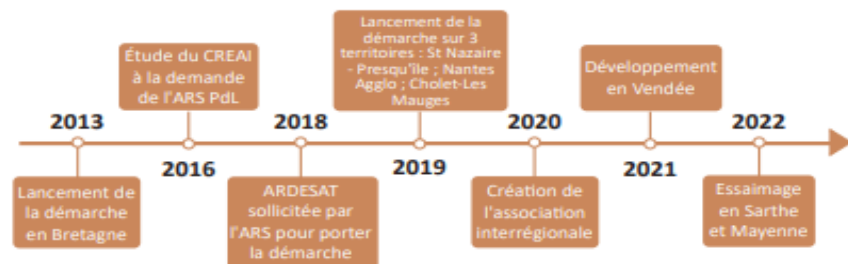 2013
Lancement de
la démarche
en Bretagne
Étude du CREAI
à la demande
de l'ARS PdL
2016
2018
ARDESAT
sollicitée par
l'ARS pour porter
la démarche
Lancement de la
démarche sur 3
territoires : St Nazaire
- Presqu'île ; Nantes
Agglo ; Cholet-Les
Mauges
2019
2020
Création de
l'association
interrégionale
Développement
en Vendée
2021
2022
Essaimage
en Sarthe
et Mayenne